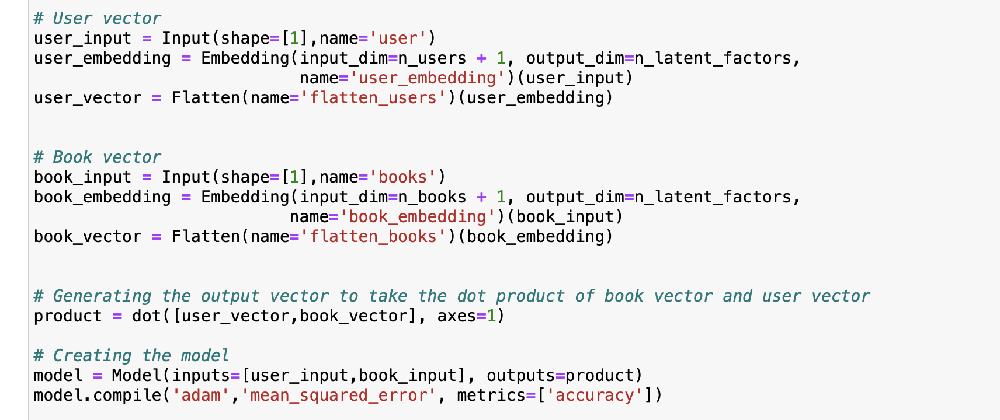 # User vector
user_input = Input(shape=[1],name='user')
user_embedding = Embedding(input_dim=n_users + 1, output_dim=n_latent_factors,
                           name='user_embedding')(user_input)
user_vector = Flatten(name='flatten_users')(user_embedding)
# Book vector
book_input = Input(shape=[1],name='books')
book_embedding = Embedding(input_dim=n_books + 1, output_dim=n_latent_factors,
                          name='book_embedding')(book_input)
book_vector = Flatten(name='flatten_books')(book_embedding)
# Generating the output vector to take the dot product of book vector and user vector
product = dot([user_vector,book_vector], axes=1)
# Creating the model
model = Model(inputs=[user_input,book_input], outputs=product)
model.compile('adam','mean_squared_error', metrics=['accuracy'])